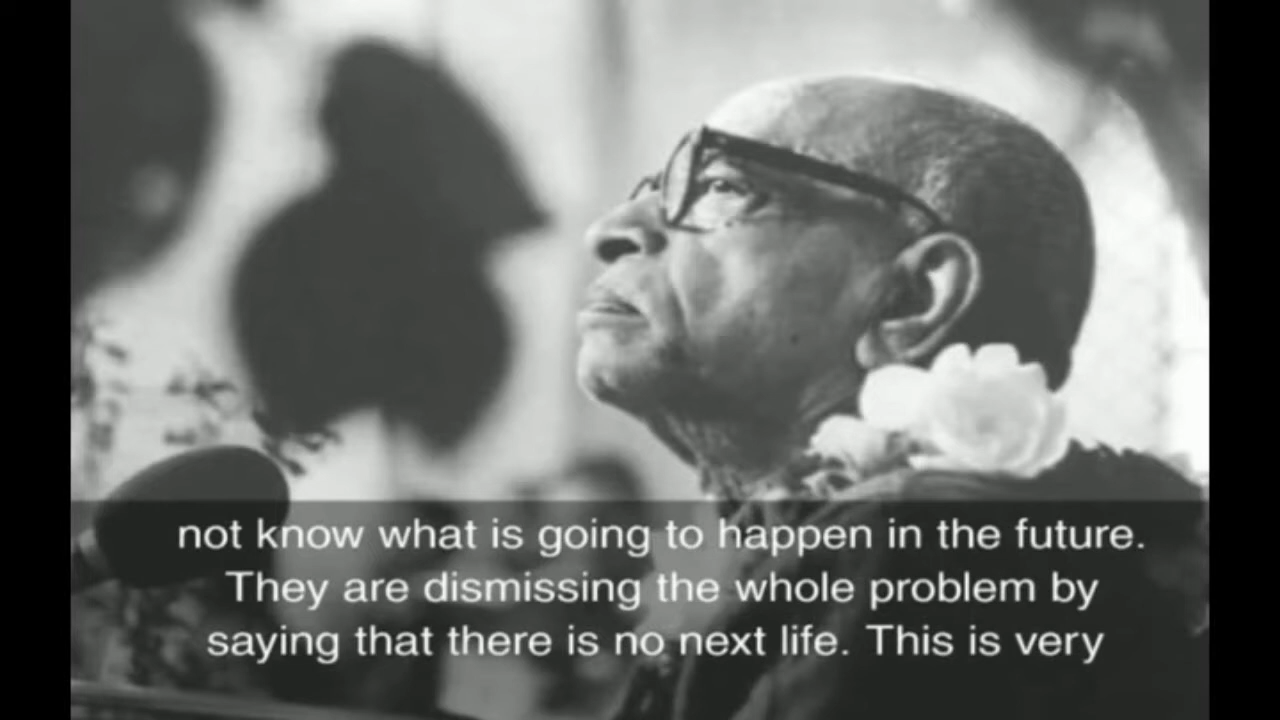 not know what is going to happen in the future.
They are dismissing the whole problem by
saying that there is no next life. This is very